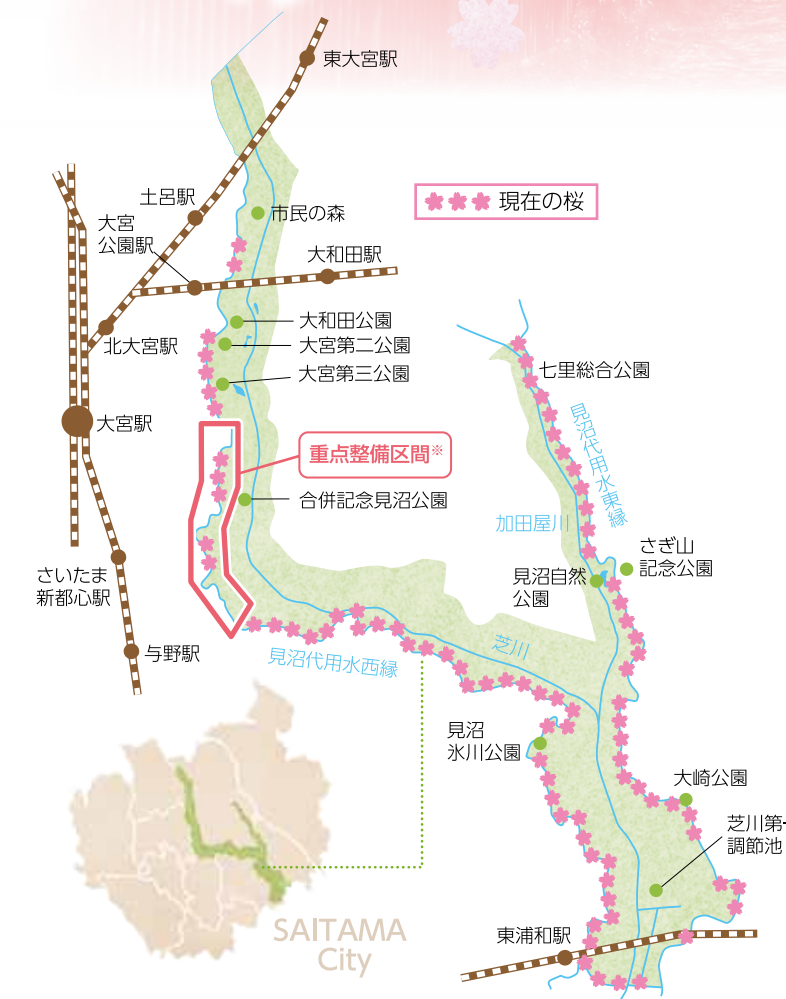 東大宮駅
土呂駅
市民の森
現在の桜
大宮
公園駅
大和田駅
大和田公園
北大宮駅
大宮第二公園
大宮第三公園
七里総合公園
大宮駅
見沼代用水東縁
重点整備区間※
合併記念見沼公園
加田屋川
さぎ山
記念公園
さいたま
新都心駅
見沼自然
公園
与野駅
見沼代用水西縁
芝川
見沼
氷川公園
大崎公園
芝川第一
調節池
SAITAMA
City
東浦和駅